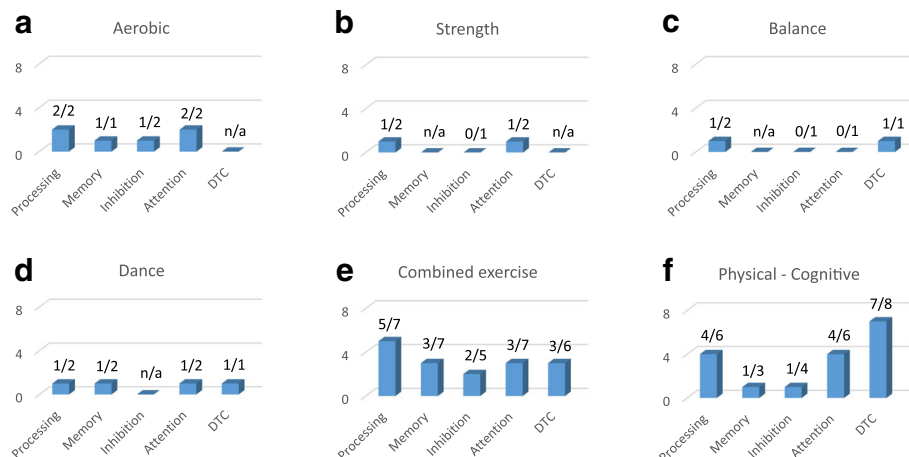 a Aerobic
8
4
0
2/2 1/1 1/2 2/2 n/a
Processing Memory Inhibition Attention DTC
b Strength
8
4
0
1/2 n/a 0/1 1/2 n/a
Processing Memory Inhibition Attention DTC
c Balance
8
4
0
1/2 n/a 0/1 0/1 1/1
Processing Memory Inhibition Attention DTC
d Dance
8
4
0
1/2 1/2 n/a 1/2 1/1
Processing Memory Inhibition Attention DTC
e Combined exercise
8
4
0
5/7 3/7 2/5 3/7 3/6
Processing Memory Inhibition Attention DTC
f Physical - Cognitive
8
4
0
4/6 1/3 1/4 4/6 7/8
Processing Memory Inhibition Attention DTC